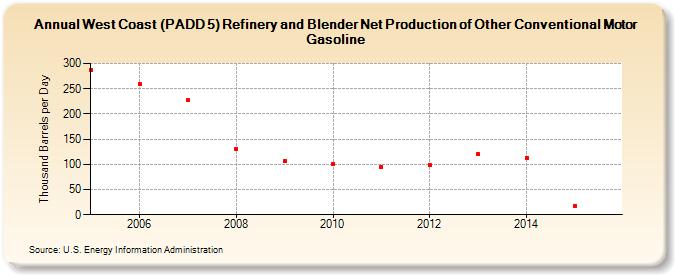 Annual West Coast (PADD 5) Refinery and Blender Net Production of Other Conventional Motor
Gasoline
Thousand Barrels per Day
300
250
200
150
100
50
0
2006 2008 2010 2012 2014
Source: U.S. Energy Information Administration